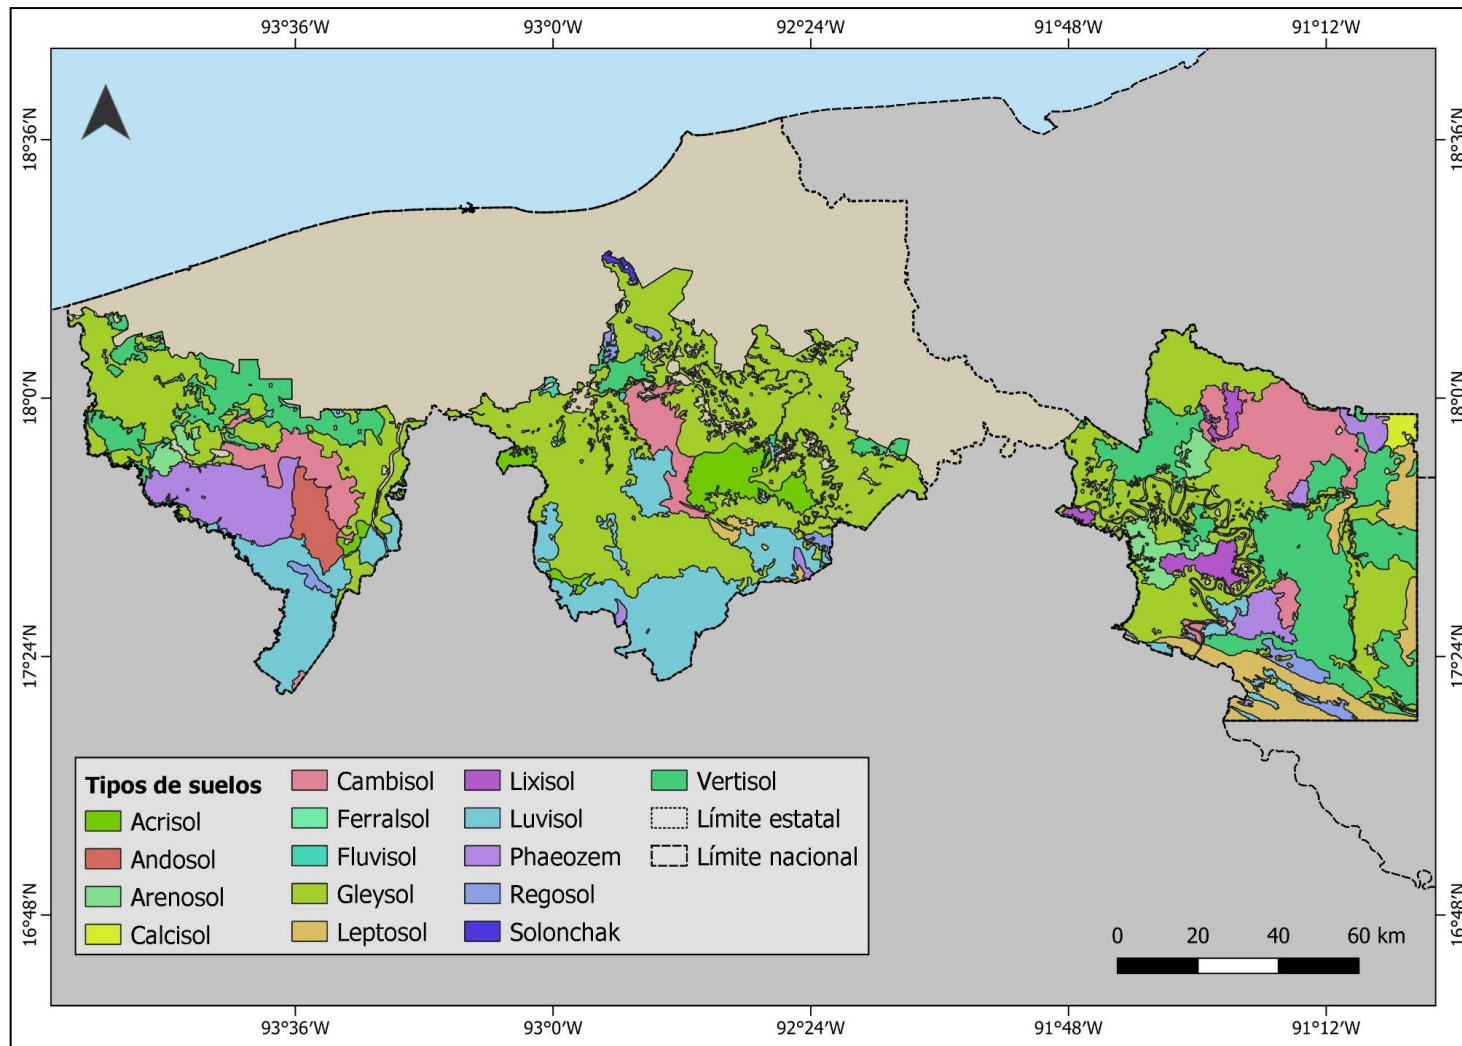 93°36′W 93°0′W 92°24′W 91°48′W 91°12′W
18°36′N 18°36′N
18°0′N 18°0′N
17°24′N 17°24′N
16°48′N 16°48′N
Tipos de suelos
Acrisol
Andosol
Arenosol
Calcisol
Cambisol
Ferralsol
Fluvisol
Gleysol
Leptosol
Lixisol
Luvisol
Phaeozem
Regosol
Solonchak
Vertisol
Límite estatal
Límite nacional
0 20 40 60 km
93°36′W 93°0′W 92°24′W 91°48′W 91°12′W